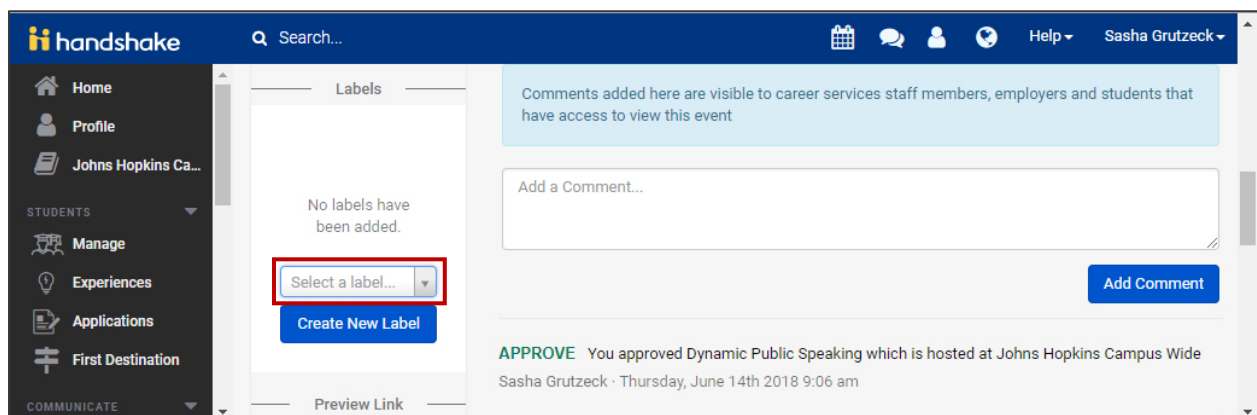 handshake
Search...
Help
Sasha Grutzeck
Home
Profile
Johns Hopkins Ca...
STUDENTS
Manage
Experiences
Applications
First Destination
COMMUNICATE
Labels
No labels have
been added.
Select a label...
Create New Label
Preview Link
Comments added here are visible to career services staff members, employers and students that
have access to view this event
Add a Comment...
Add Comment
APPROVE You approved Dynamic Public Speaking which is hosted at Johns Hopkins Campus Wide
Sasha Grutzeck · Thursday, June 14th 2018 9:06 am